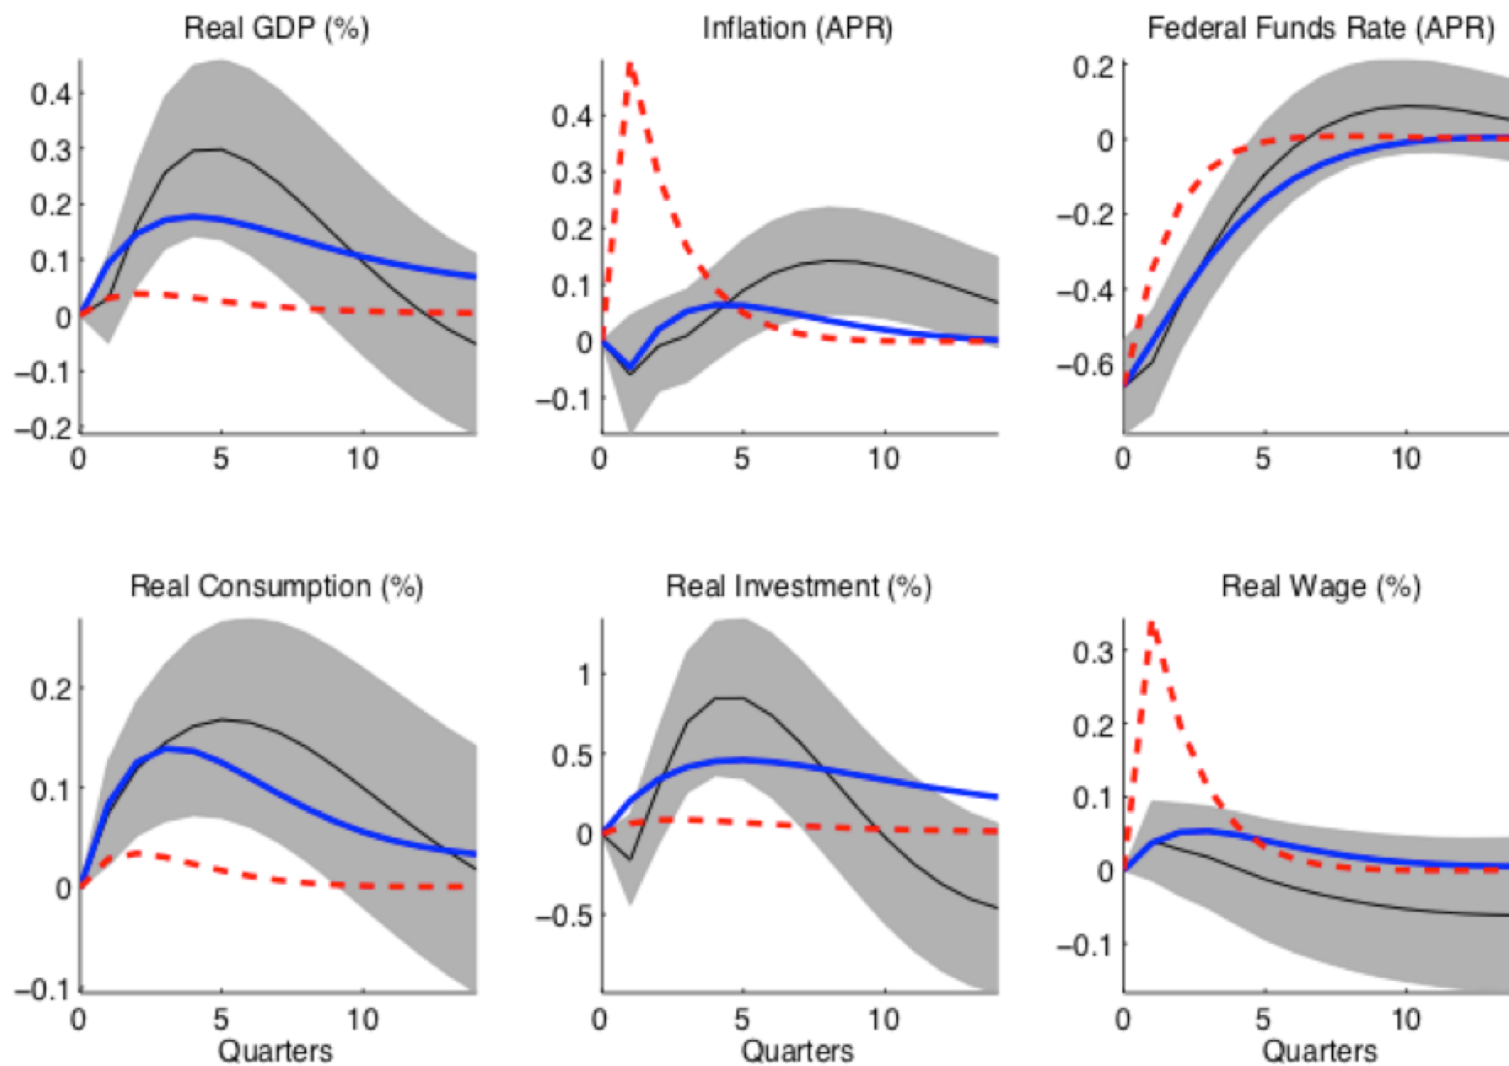 Real GDP (%)
0.4
0.3
0.2
0.1
0
−0.1
−0.2
0 5 10
Inflation (APR)
0.4
0.3
0.2
0.1
0
−0.1
0 5 10
Federal Funds Rate (APR)
0.2
0
−0.2
−0.4
−0.6
0 5 10
Real Consumption (%)
0.2
0.1
0
−0.1
0 5 10
Quarters
Real Investment (%)
1
0.5
0
−0.5
0 5 10
Quarters
Real Wage (%)
0.3
0.2
0.1
0
−0.1
0 5 10
Quarters